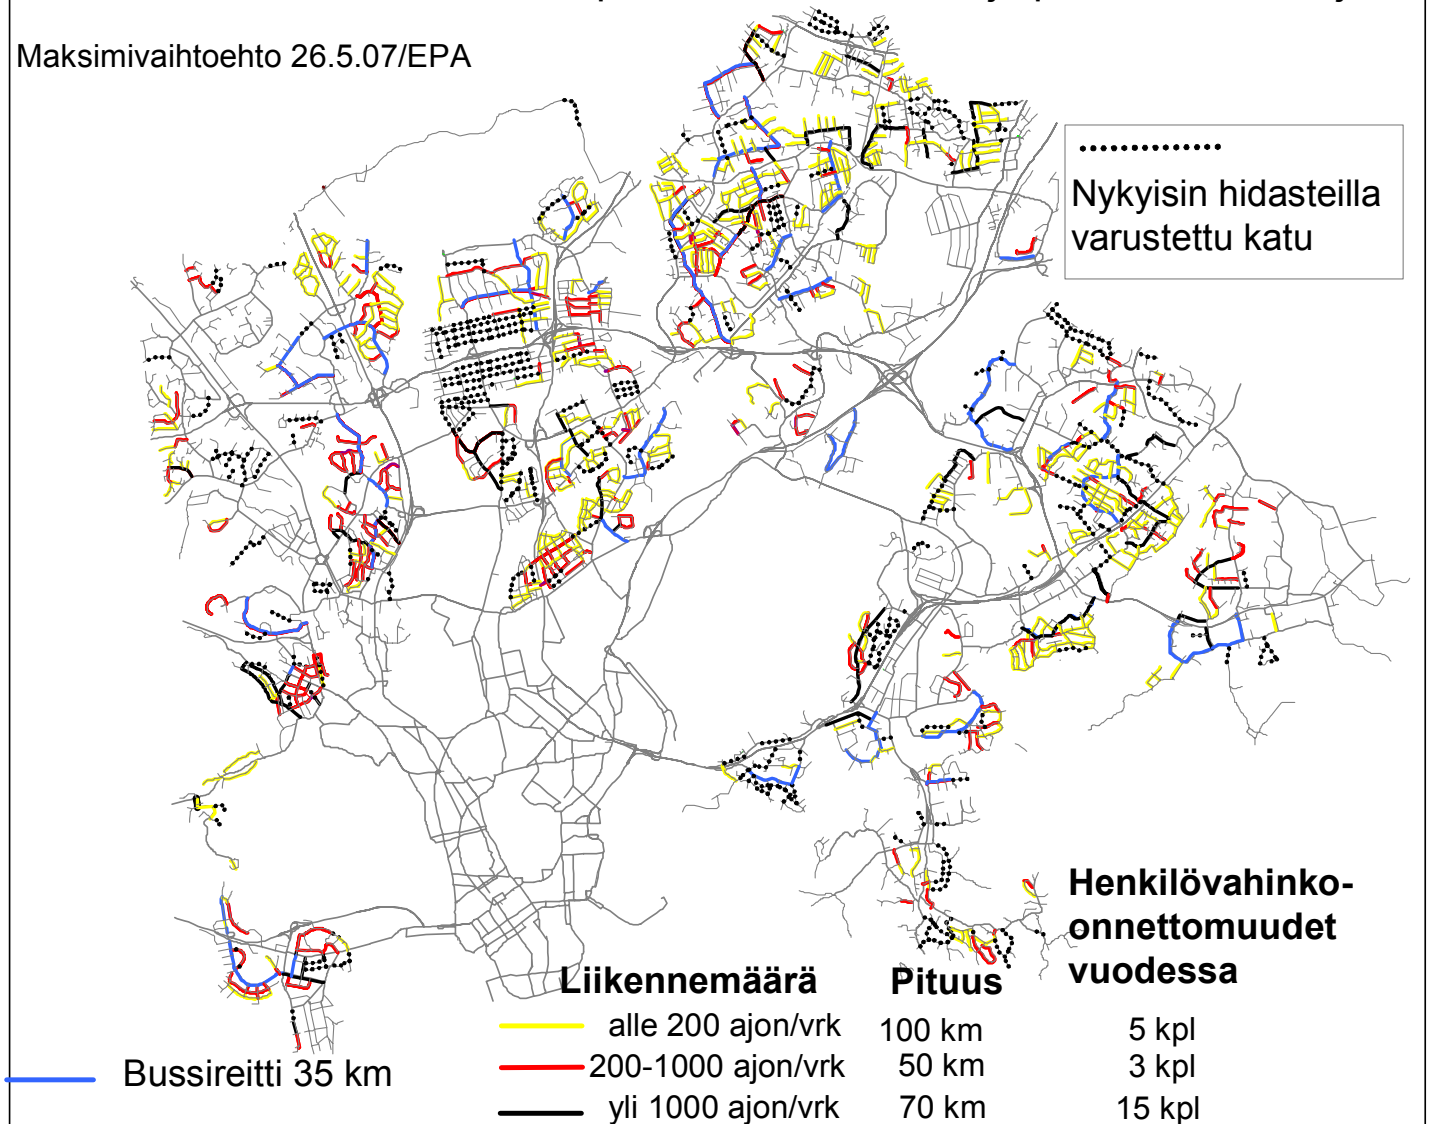 Maksimivaihtoehto 26.5.07/EPA
Nykyisin hidasteilla
varustettu katu
Henkilövahinko-
onnettomuudet
vuodessa
Liikennemäärä Pituus
alle 200 ajon/vrk 100 km 5 kpl
200-1000 ajon/vrk 50 km 3 kpl
yli 1000 ajon/vrk 70 km 15 kpl
Bussireitti 35 km